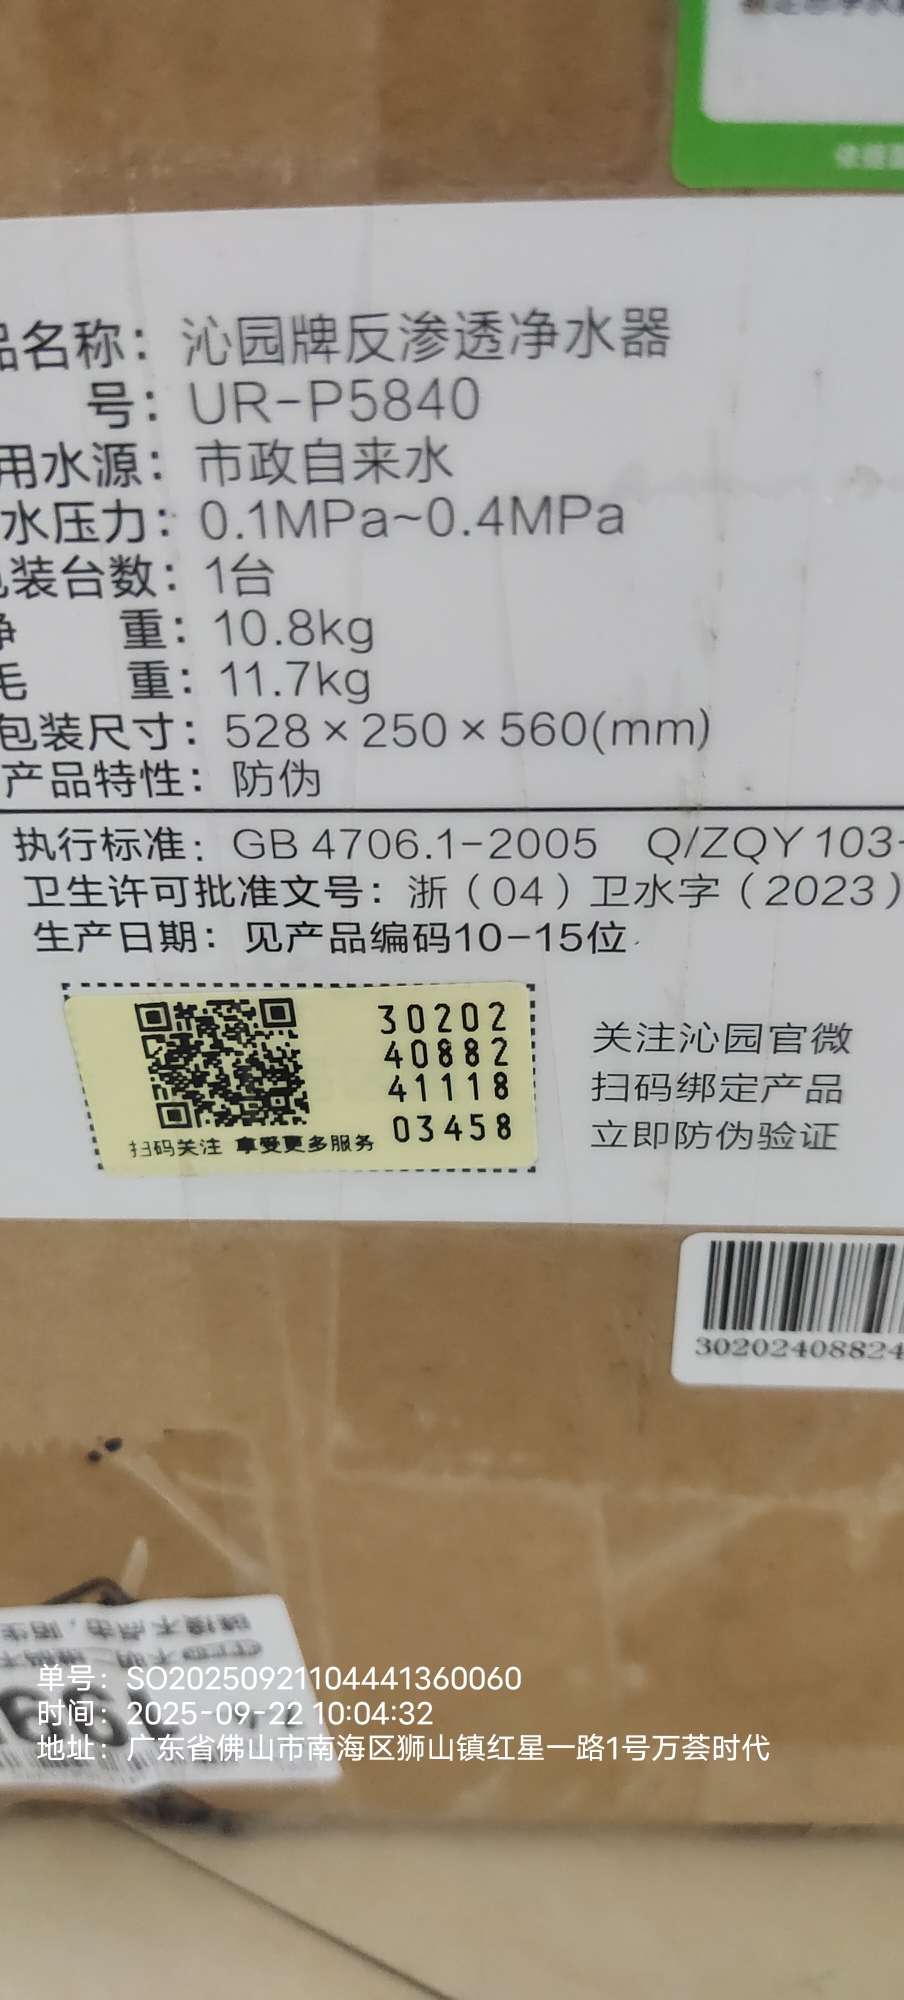 品名称：沁园牌反渗透净水器
号：UR-P5840
用水源：市政自来水
水压力：0.1MPa~0.4MPa
包装台数：1台
净 重：10.8kg
毛 重：11.7kg
包装尺寸：528×250×560(mm)
产品特性：防伪
执行标准：GB 4706.1-2005 Q/ZQY 103-
卫生许可批准文号：浙（04）卫水字（2023）
生产日期：见产品编码10-15位
30202
40882
41118
03458
扫码关注 享受更多服务
关注沁园官微
扫码绑定产品
立即防伪验证
30202408824
单号：SO20250921104441360060
时间：2025-09-22 10:04:32
地址：广东省佛山市南海区狮山镇红星一路1号万荟时代